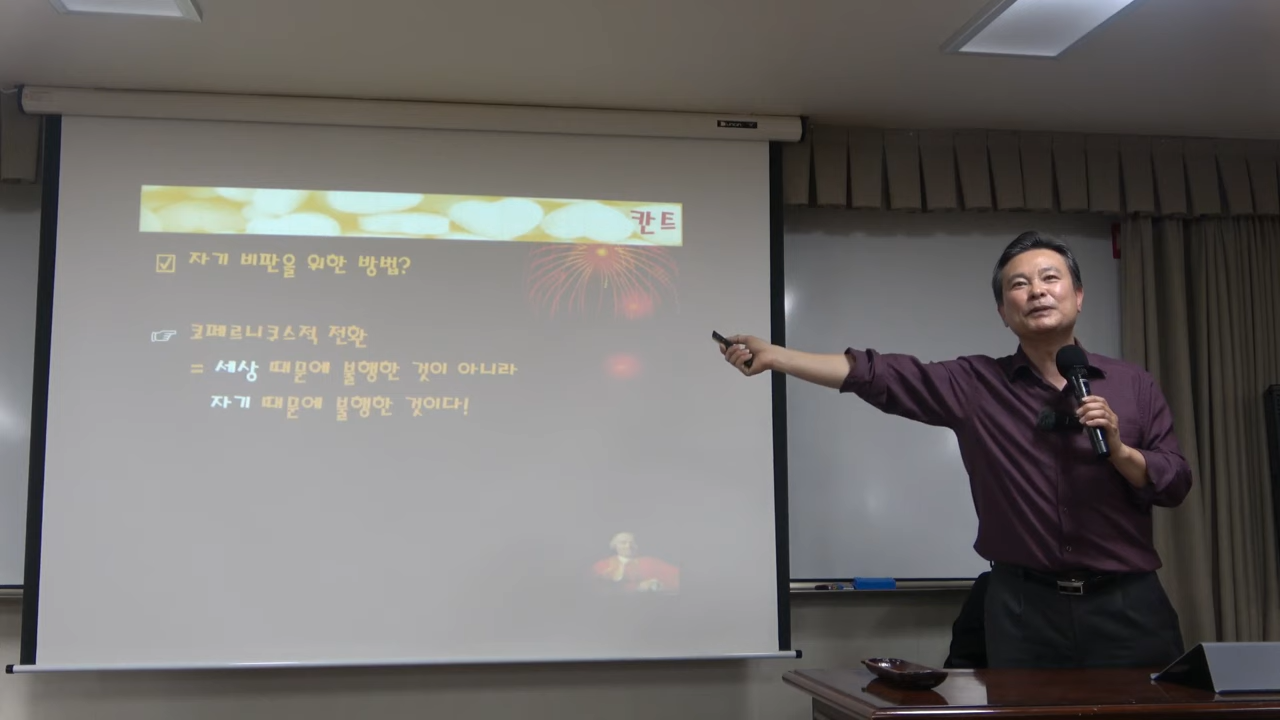 칸트
자기 비판을 위한 방법?
코페르니쿠스적 전환
= 세상 때문에 불행한 것이 아니라
자기 때문에 불행한 것이다!